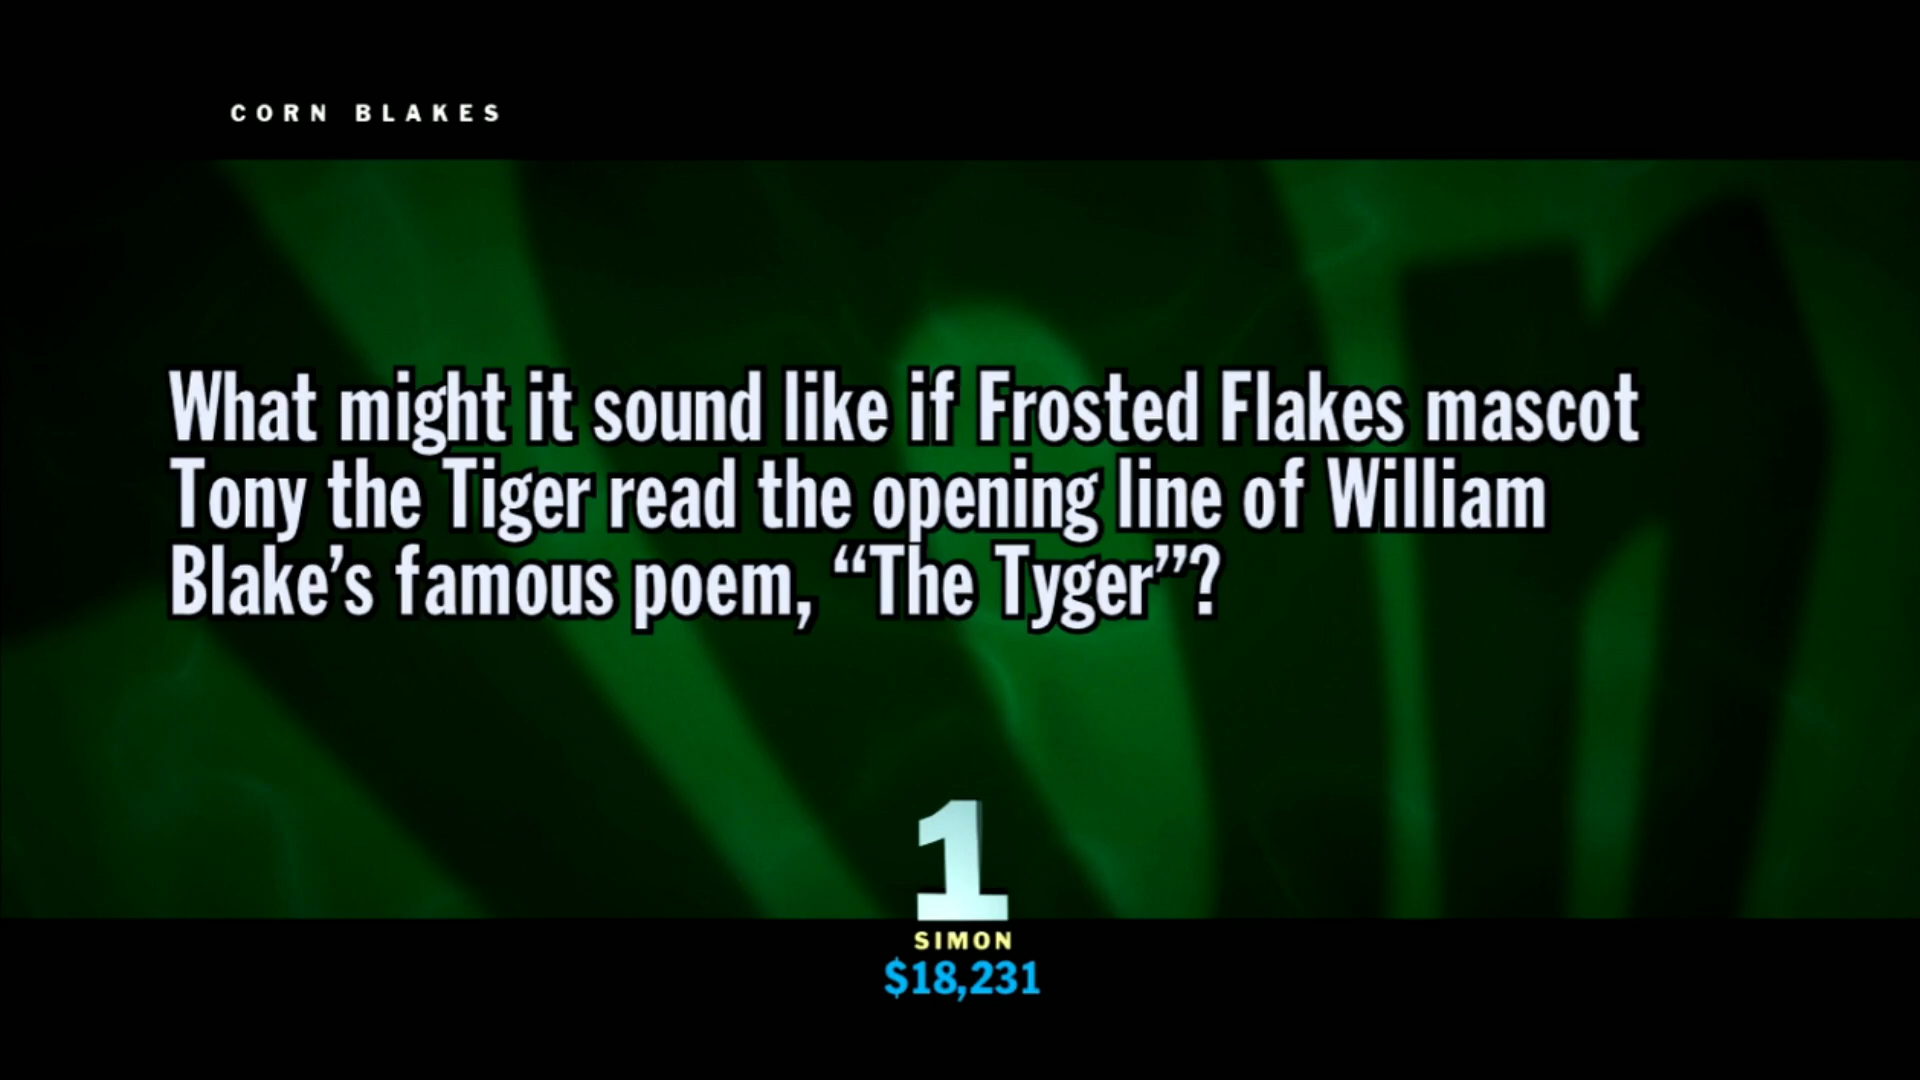 CORN BLAKES
What might it sound like if Frosted Flakes mascot
Tony the Tiger read the opening line of William
Blake’s famous poem, “The Tyger”?
1
SIMON
$18,231